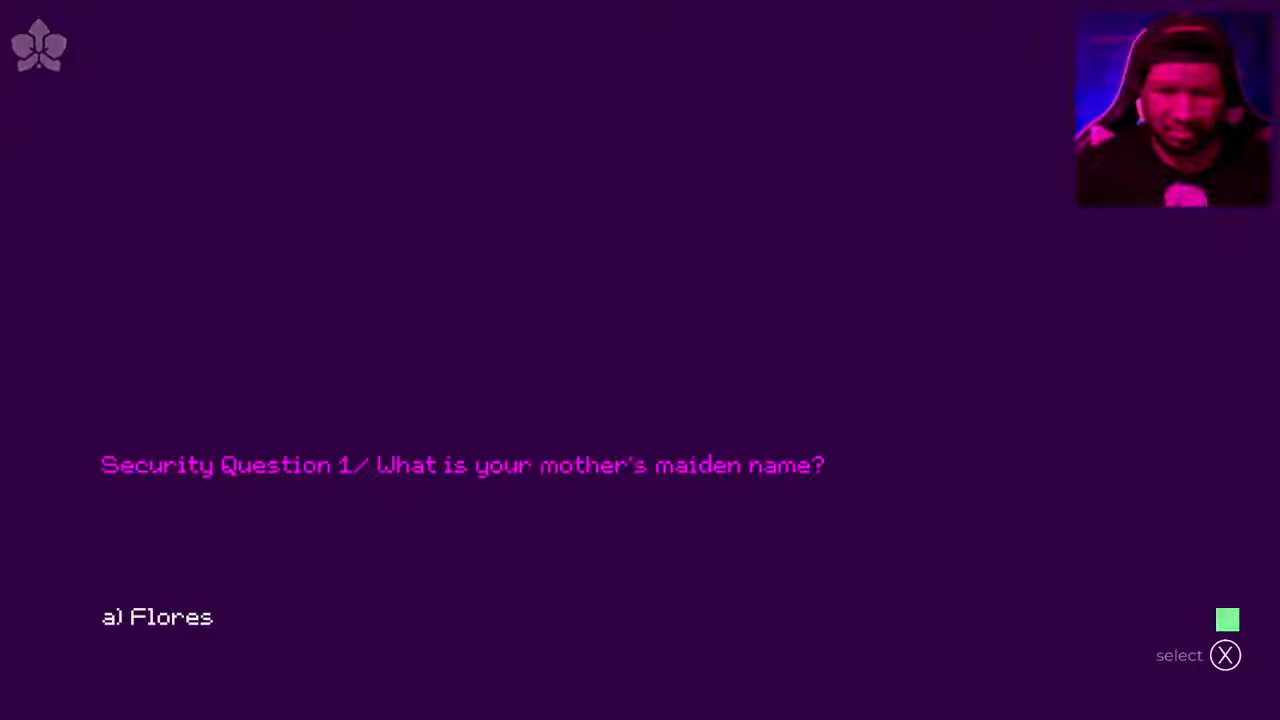 Security Question 1/ What is your mother's maiden name?
a) Flores
select X